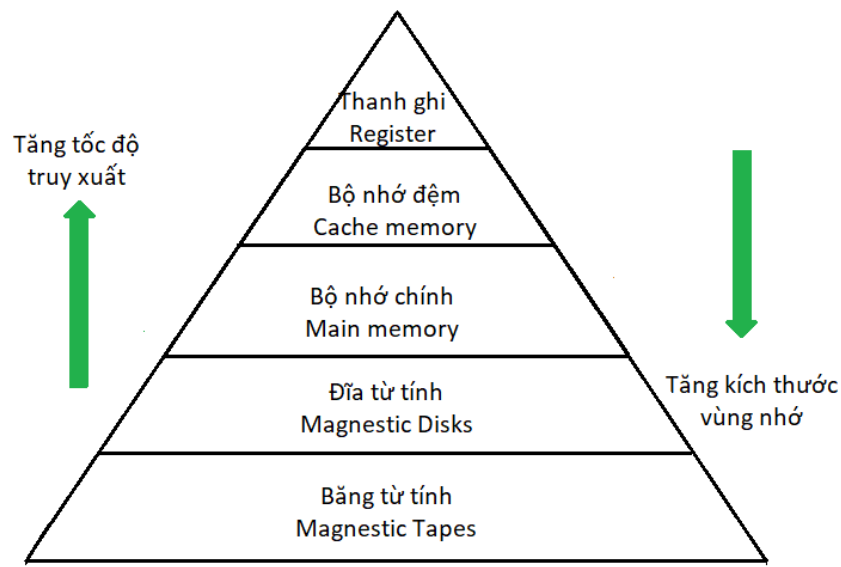 Thanh ghi
Register
Tăng tốc độ
truy xuất
Bộ nhớ đệm
Cache memory
Bộ nhớ chính
Main memory
Tăng kích thước
vùng nhớ
Đĩa từ tính
Magnestic Disks
Băng từ tính
Magnestic Tapes